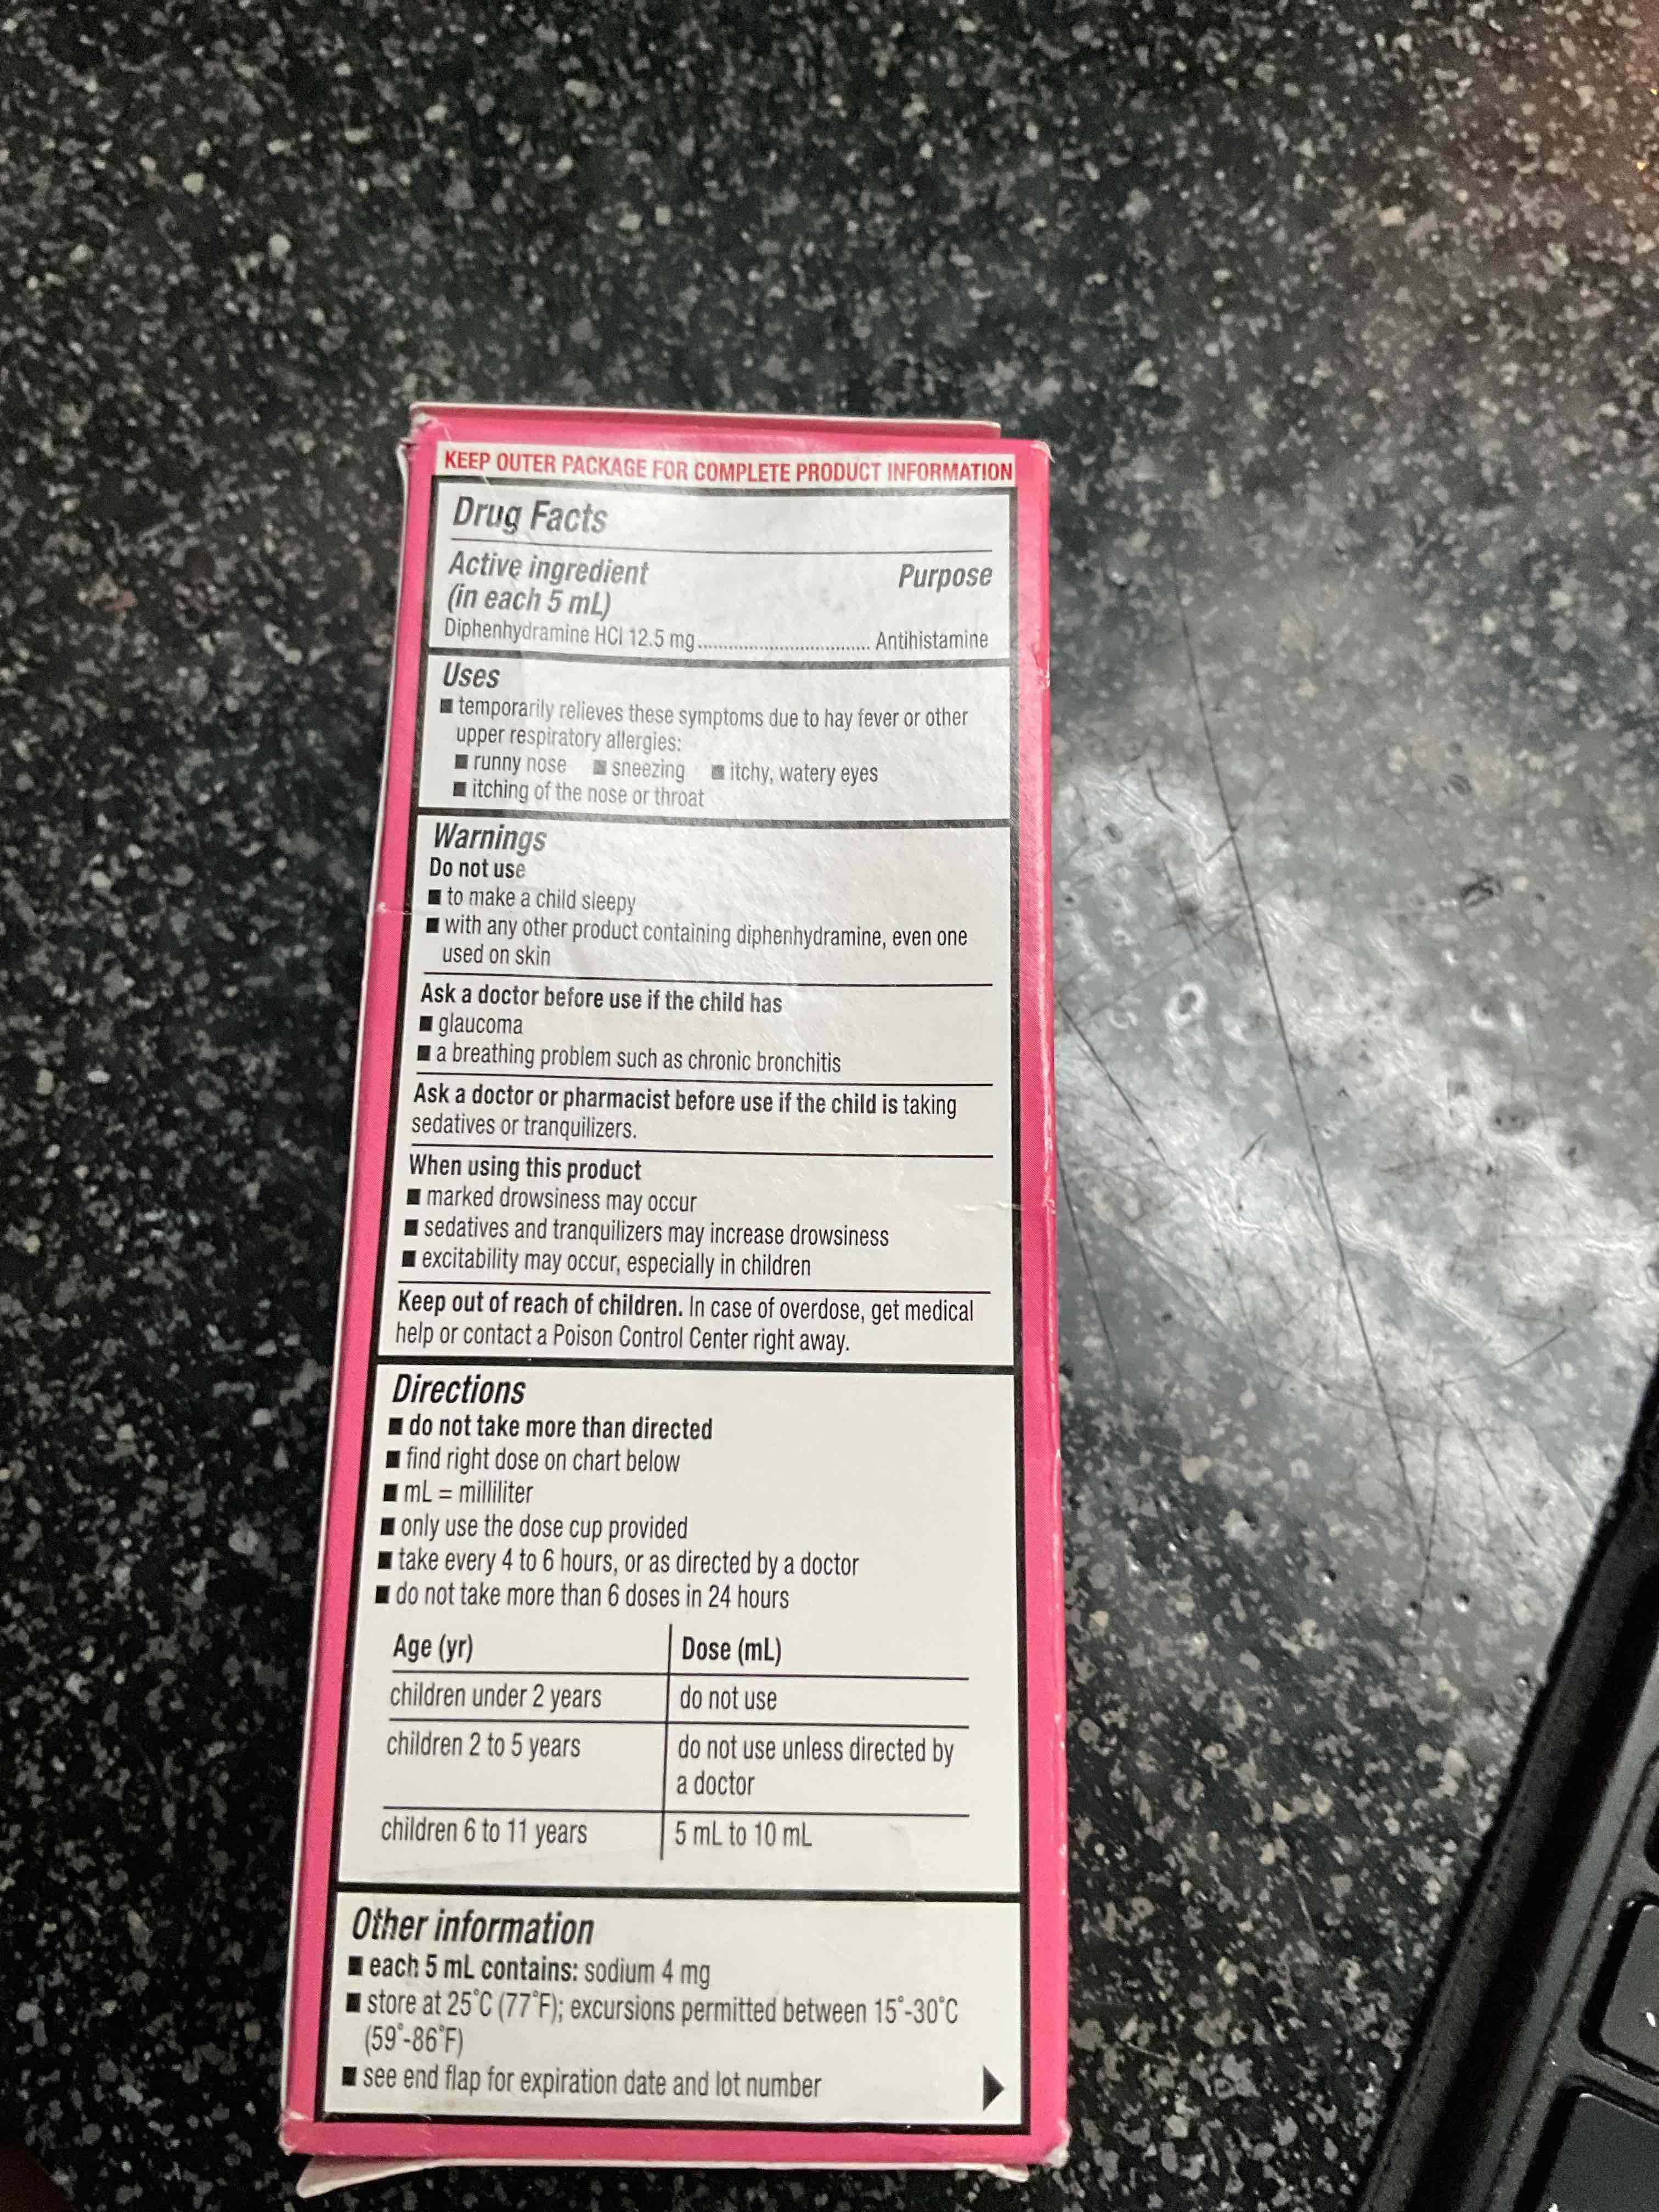 KEEP OUTER PACKAGE FOR COMPLETE PRODUCT INFORMATION
Drug Facts
Active ingredient Purpose
(in each 5 mL)
Diphenhydramine HCl 12.5 mg................................. Antihistamine
Uses
■ temporarily relieves these symptoms due to hay fever or other
upper respiratory allergies:
■ runny nose ■ sneezing ■ itchy, watery eyes
■ itching of the nose or throat
Warnings
Do not use
■ to make a child sleepy
■ with any other product containing diphenhydramine, even one
used on skin
Ask a doctor before use if the child has
■ glaucoma
■ a breathing problem such as chronic bronchitis
Ask a doctor or pharmacist before use if the child is taking
sedatives or tranquilizers.
When using this product
■ marked drowsiness may occur
■ sedatives and tranquilizers may increase drowsiness
■ excitability may occur, especially in children
Keep out of reach of children. In case of overdose, get medical
help or contact a Poison Control Center right away.
Directions
■ do not take more than directed
■ find right dose on chart below
■ mL = milliliter
■ only use the dose cup provided
■ take every 4 to 6 hours, or as directed by a doctor
■ do not take more than 6 doses in 24 hours
Age (yr) Dose (mL)
children under 2 years do not use
children 2 to 5 years do not use unless directed by
a doctor
children 6 to 11 years 5 mL to 10 mL
Other information
■ each 5 mL contains: sodium 4 mg
■ store at 25°C (77°F); excursions permitted between 15°-30°C
(59°-86°F)
■ see end flap for expiration date and lot number